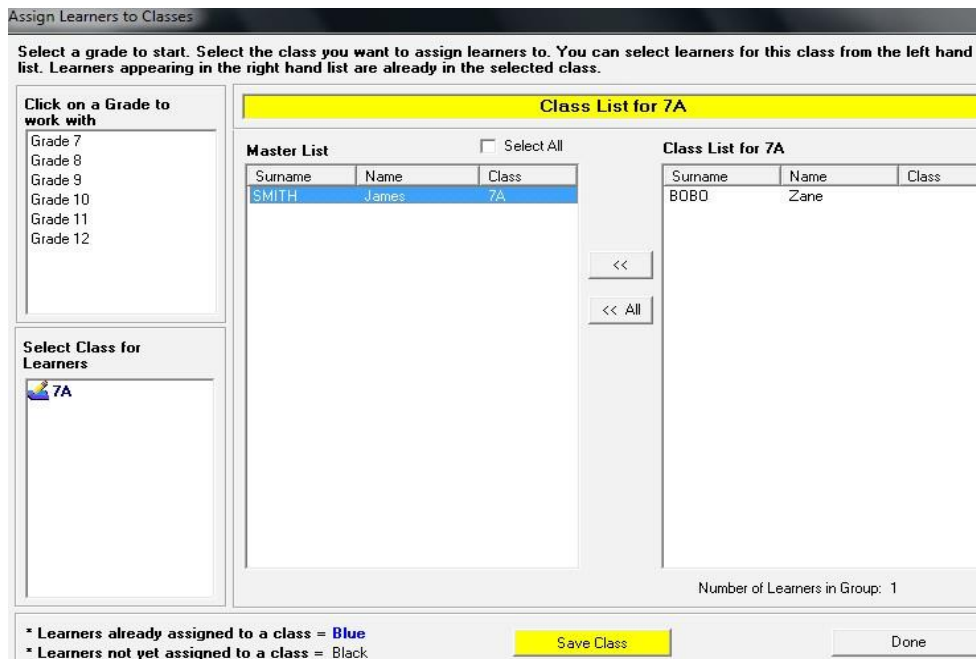 Assign Learners to Classes
Select a grade to start. Select the class you want to assign learners to. You can select learners for this class from the left hand
list. Learners appearing in the right hand list are already in the selected class.
Click on a Grade to
work with
Grade 7
Grade 8
Grade 9
Grade 10
Grade 11
Grade 12
Select Class for
Learners
7A
Class List for 7A
Master List
Select All
Surname Name Class
SMITH James 7A
<<
<< All
Class List for 7A
Surname Name Class
BOBO Zane
Number of Learners in Group: 1
* Learners already assigned to a class = Blue
* Learners not yet assigned to a class = Black
Save Class
Done